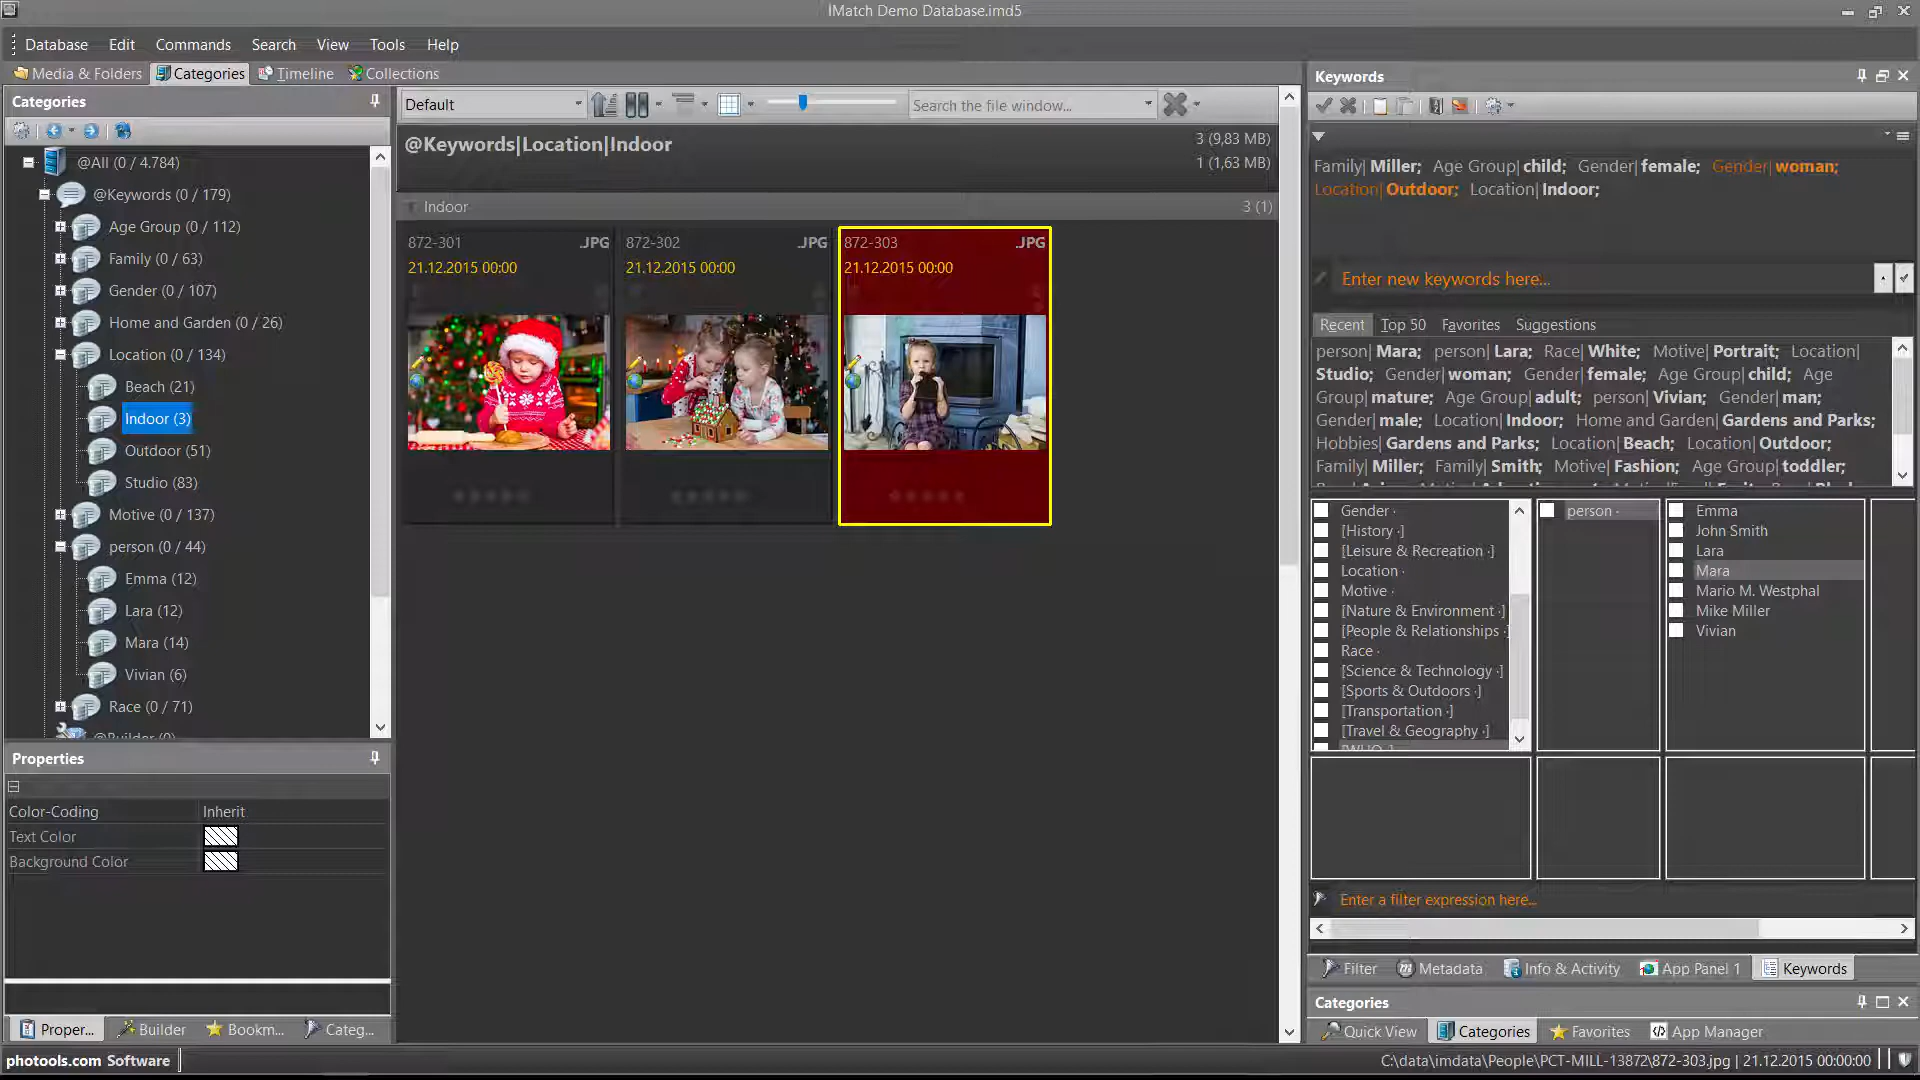 IMatch Demo Database.imd5
Database Edit Commands Search View Tools Help
Media & Folders Categories Timeline Collections
Categories
@All (0 / 4.784)
@Keywords (0 / 179)
Age Group (0 / 112)
Family (0 / 63)
Gender (0 / 107)
Home and Garden (0 / 26)
Location (0 / 134)
Beach (21)
Indoor (3)
Outdoor (51)
Studio (83)
Motive (0 / 137)
person (0 / 44)
Emma (12)
Lara (12)
Mara (14)
Vivian (6)
Race (0 / 71)
@Builder (0)
Properties
Color-Coding Inherit
Text Color
Background Color
Proper... Builder Bookm... Categ...
Default Search the file window...
@Keywords|Location|Indoor 3 (9,83 MB)
1 (1,63 MB)
Indoor 3 (1)
872-301 .JPG 872-302 .JPG 872-303 .JPG
21.12.2015 00:00 21.12.2015 00:00 21.12.2015 00:00
Keywords
Family| Miller; Age Group| child; Gender| female; Gender| woman;
Location| Outdoor; Location| Indoor;
Enter new keywords here...
Recent Top 50 Favorites Suggestions
person| Mara; person| Lara; Race| White; Motive| Portrait; Location|
Studio; Gender| woman; Gender| female; Age Group| child; Age
Group| mature; Age Group| adult; person| Vivian; Gender| man;
Gender| male; Location| Indoor; Home and Garden| Gardens and Parks;
Hobbies| Gardens and Parks; Location| Beach; Location| Outdoor;
Family| Miller; Family| Smith; Motive| Fashion; Age Group| toddler;
Gender · person · Emma
[History ·] John Smith
[Leisure & Recreation ·] Lara
Location · Mara
Motive · Mario M. Westphal
[Nature & Environment ·] Mike Miller
[People & Relationships ·] Vivian
Race ·
[Science & Technology ·]
[Sports & Outdoors ·]
[Transportation ·]
[Travel & Geography ·]
[WHO ·]
Enter a filter expression here...
Filter Metadata Info & Activity App Panel 1 Keywords
Categories
Quick View Categories Favorites App Manager
photools.com Software C:\data\imdata\People\PCT-MILL-13872\872-303.jpg | 21.12.2015 00:00:00